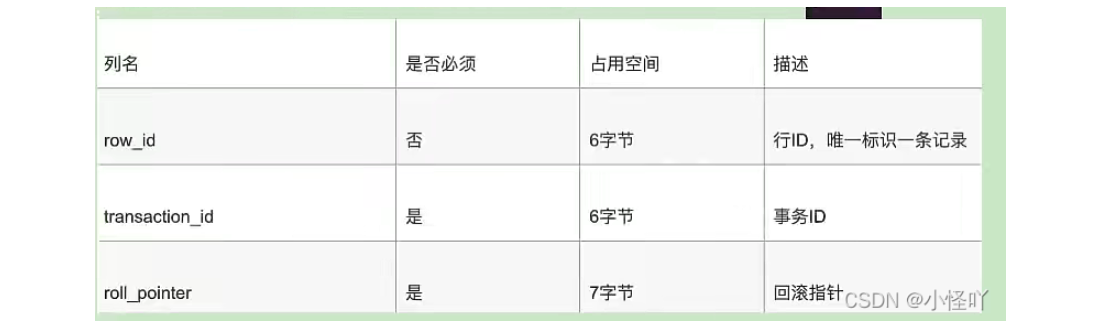 列名 是否必须 占用空间 描述
row_id 否 6字节 行ID，唯一标识一条记录
transaction_id 是 6字节 事务ID
roll_pointer 是 7字节 回滚指针
CSDN @小怪吖